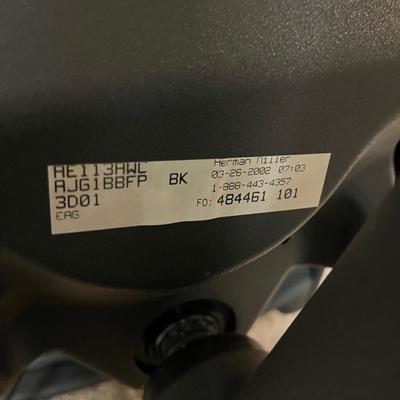 AE113AWC
AJG1BBFP BK
3D01
EAG
Herman Miller
03-26-2002 07:03
1-888-443-4357
FO: 484461 101